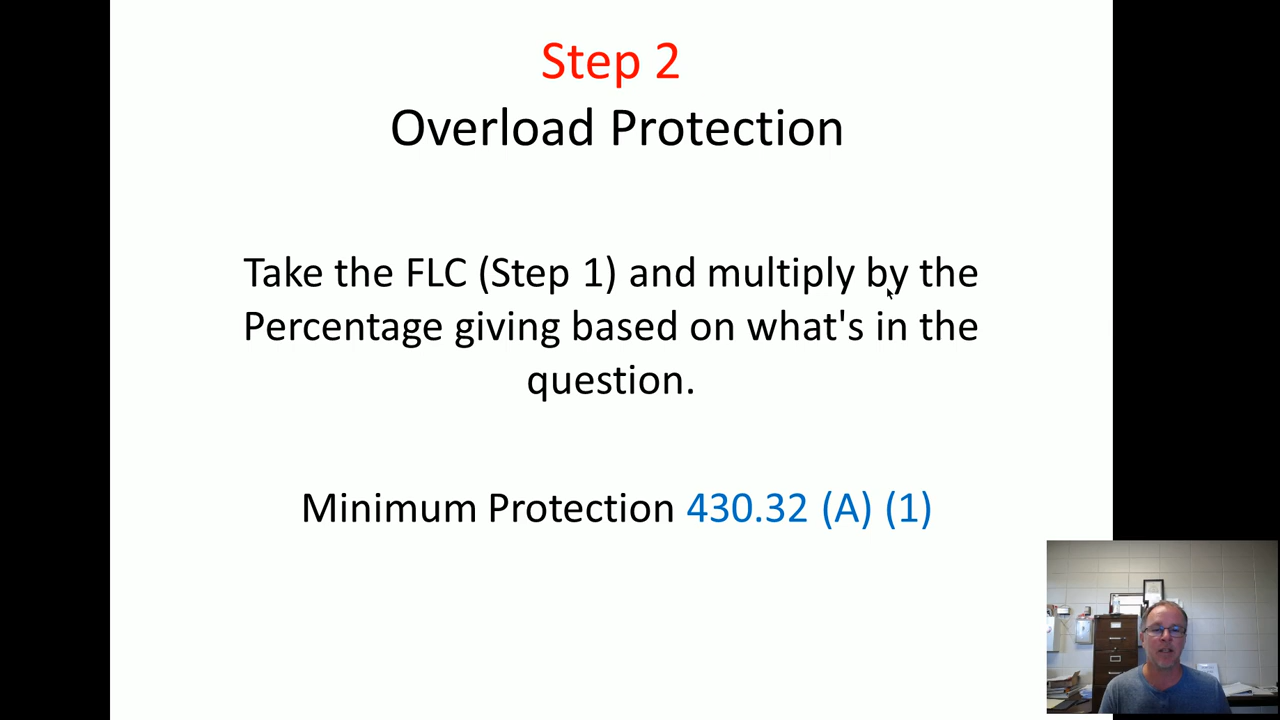 Step 2
Overload Protection
Take the FLC (Step 1) and multiply by the
Percentage giving based on what's in the
question.
Minimum Protection 430.32 (A) (1)